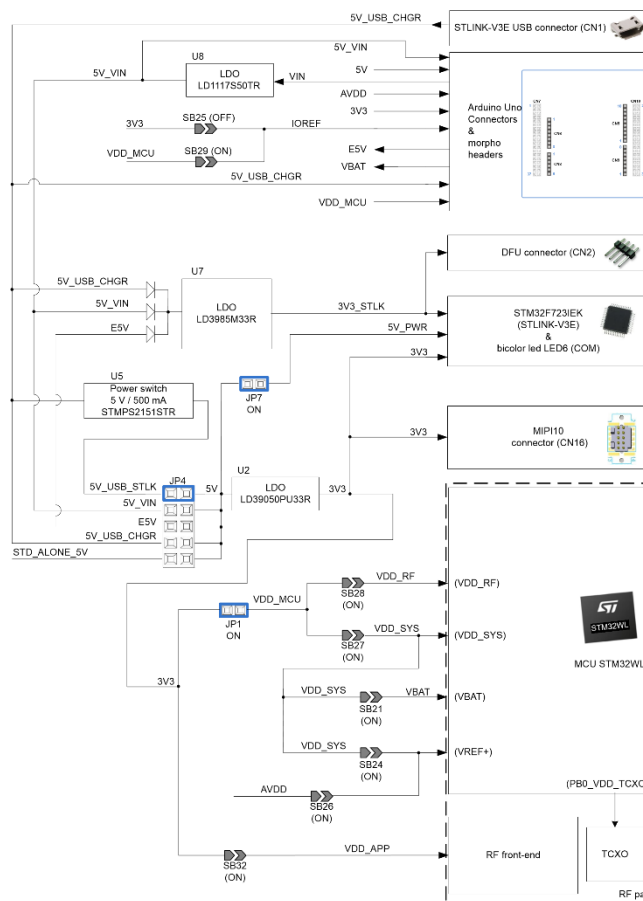 5V_USB_CHGR
STLINK-V3E USB connector (CN1)
5V_VIN
U8
5V_VIN
LDO
LD1117S50TR
VIN
5V
AVDD
3V3
SB25 (OFF)
3V3
IOREF
VDD_MCU
SB29 (ON)
E5V
VBAT
5V_USB_CHGR
VDD_MCU
Arduino Uno
Connectors
&
morpho
headers
DFU connector (CN2)
5V_USB_CHGR
U7
5V_VIN
LDO
LD3985M33R
3V3_STLK
E5V
5V_PWR
3V3
STM32F723IEK
(STLINK-V3E)
&
bicolor led LED6 (COM)
U5
Power switch
5 V / 500 mA
STMPS2151STR
JP7
ON
3V3
MIPI10
connector (CN16)
JP4
U2
5V_USB_STLK
5V
LDO
LD39050PU33R
3V3
5V_VIN
E5V
5V_USB_CHGR
STD_ALONE_5V
VDD_MCU
JP1
ON
VDD_RF
SB28
(ON)
(VDD_RF)
VDD_SYS
SB27
(ON)
(VDD_SYS)
STM32WL
MCU STM32WL
3V3
VDD_SYS
VBAT
SB21
(ON)
(VBAT)
VDD_SYS
SB24
(ON)
(VREF+)
AVDD
SB26
(ON)
(PB0_VDD_TCXO
VDD_APP
SB32
(ON)
RF front-end
TCXO
RF pa